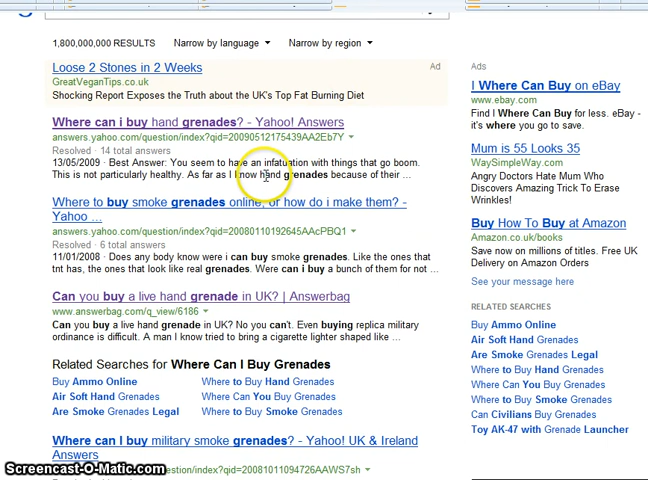 1,800,000,000 RESULTS Narrow by language Narrow by region
Loose 2 Stones in 2 Weeks Ad
GreatVeganTips.co.uk
Shocking Report Exposes the Truth about the UK's Top Fat Burning Diet
Where can i buy hand grenades? - Yahoo! Answers
answers.yahoo.com/question/index?qid=20090512175439AA2Eb7Y
Resolved · 14 total answers
13/05/2009 · Best Answer: You seem to have an infatuation with things that go boom.
This is not particularly healthy. As far as I know hand grenades because of their ...
Where to buy smoke grenades online, or how do i make them? -
Yahoo ...
answers.yahoo.com/question/index?qid=20080110192645AAcPBQ1
Resolved · 6 total answers
11/01/2008 · Does any body know were i can buy smoke grenades. Like the ones that
tnt has, the ones that look like real grenades. Were can i buy a bunch of them for not ...
Can you buy a live hand grenade in UK? | Answerbag
www.answerbag.com/q_view/6186
Can you buy a live hand grenade in UK? No you can't. Even buying replica military
ordinance is difficult. A man I know tried to bring a cigarette lighter shaped like ...
Related Searches for Where Can I Buy Grenades
Buy Ammo Online Where to Buy Hand Grenades
Air Soft Hand Grenades Where Can You Buy Grenades
Are Smoke Grenades Legal Where to Buy Smoke Grenades
Where can I buy military smoke grenades? - Yahoo! UK & Ireland
Answers
question/index?qid=20081011094726AAWS7sh
Screencast-O-Matic.com
Ads
I Where Can Buy on eBay
www.ebay.com
Find I Where Can Buy for less. eBay -
it's where you go to save.
Mum is 55 Looks 35
WaySimpleWay.com
Angry Doctors Hate Mum Who
Discovers Amazing Trick To Erase
Wrinkles!
Buy How To Buy at Amazon
Amazon.co.uk/books
Save now on millions of titles. Free UK
Delivery on Amazon Orders
See your message here
RELATED SEARCHES
Buy Ammo Online
Air Soft Hand Grenades
Are Smoke Grenades Legal
Where to Buy Hand Grenades
Where Can You Buy Grenades
Where to Buy Smoke Grenades
Can Civilians Buy Grenades
Toy AK-47 with Grenade Launcher